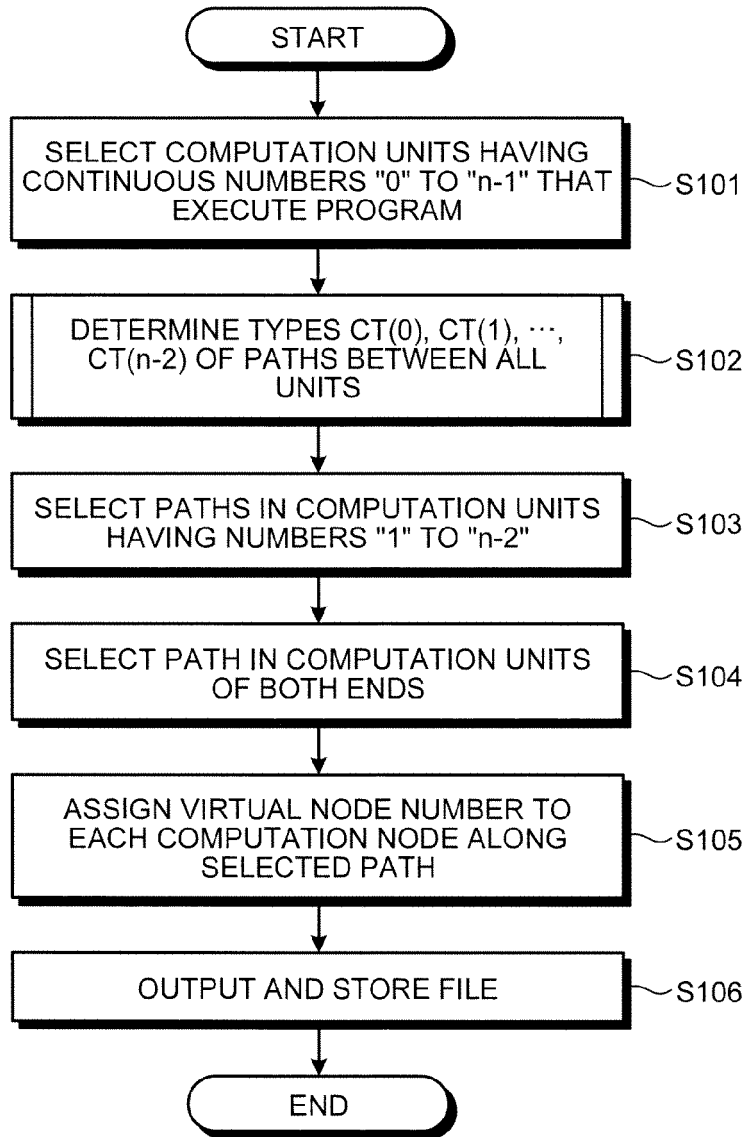 START
SELECT COMPUTATION UNITS HAVING
CONTINUOUS NUMBERS "0" TO "n-1" THAT
EXECUTE PROGRAM
S101
DETERMINE TYPES CT(0), CT(1), ···,
CT(n-2) OF PATHS BETWEEN ALL
UNITS
S102
SELECT PATHS IN COMPUTATION UNITS
HAVING NUMBERS "1" TO "n-2"
S103
SELECT PATH IN COMPUTATION UNITS
OF BOTH ENDS
S104
ASSIGN VIRTUAL NODE NUMBER TO
EACH COMPUTATION NODE ALONG
SELECTED PATH
S105
OUTPUT AND STORE FILE
S106
END